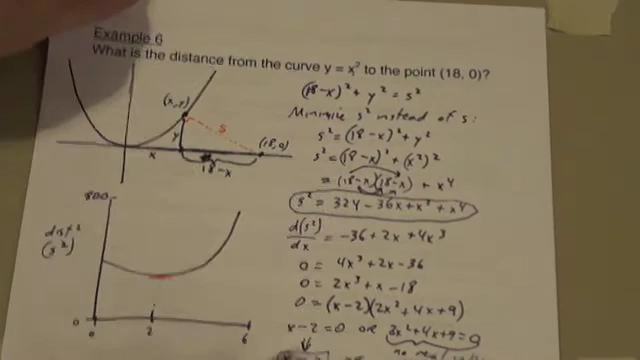 Example 6
What is the distance from the curve y = x² to the point (18, 0)?
(18-x)² + y² = s²
Minimize s² instead of s:
s² = (18-x)² + y²
s² = (18-x)² + (x²)²
= (18-x)(18-x) + x⁴
s² = 324 - 36x + x² + x⁴
d(s²)/dx = -36 + 2x + 4x³
0 = 4x³ + 2x - 36
0 = 2x³ + x - 18
0 = (x-2)(2x² + 4x + 9)
x-2=0 or 2x²+4x+9=0
no real
(x,y)
s
y
(18,0)
x
18-x
800
dist²
(s²)
0
0
2
6